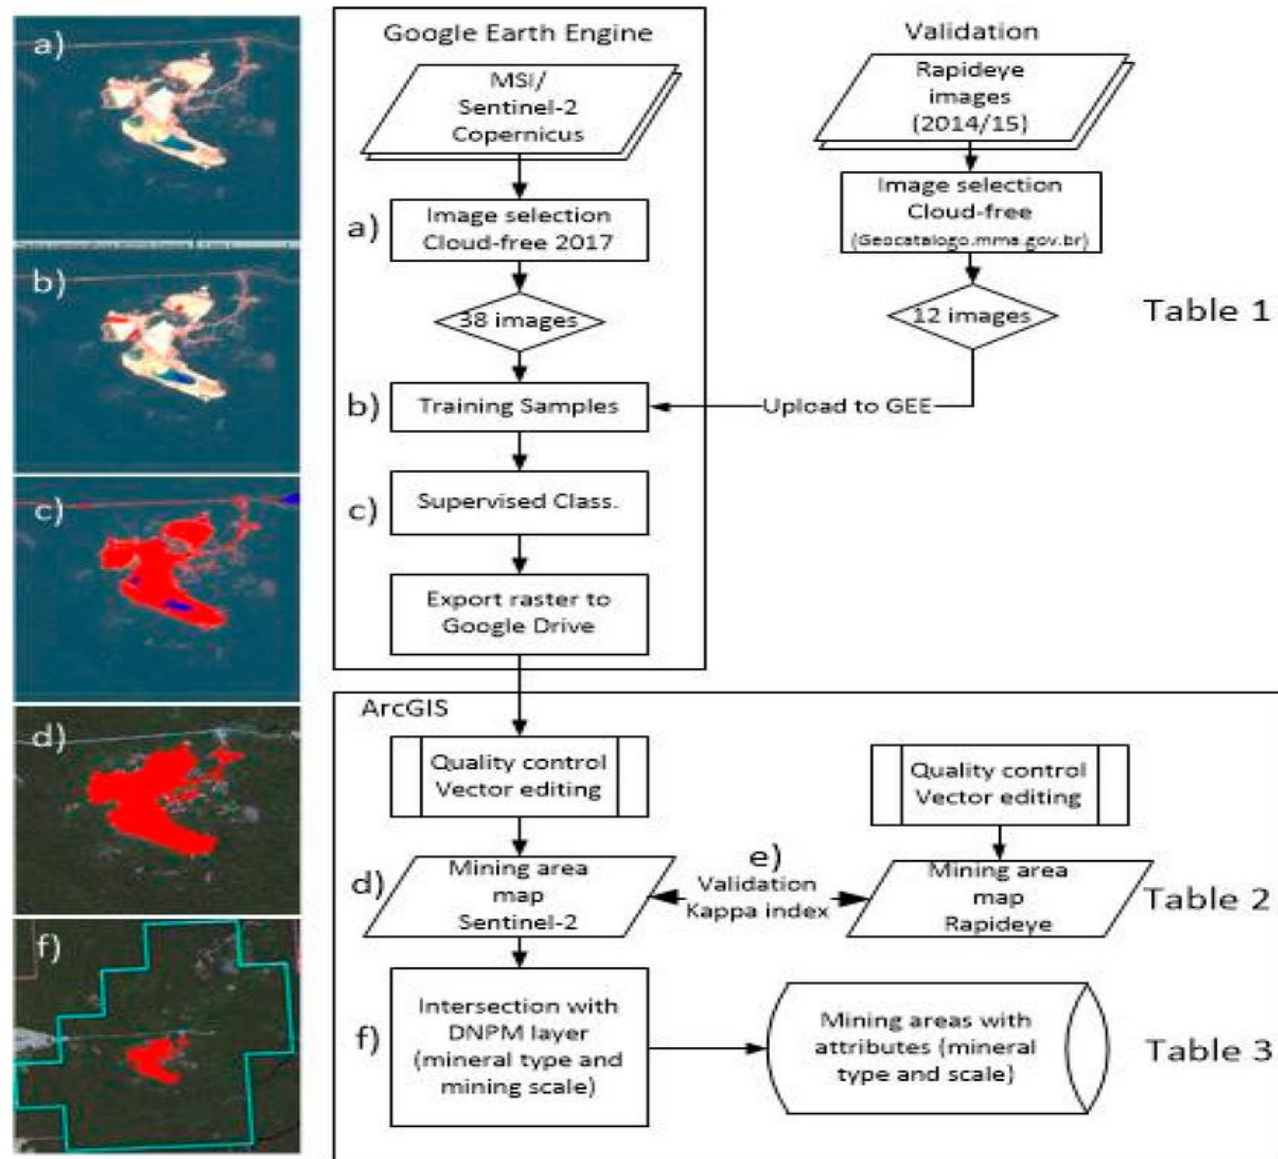 a)
b)
c)
d)
f)
Google Earth Engine
MSI/
Sentinel-2
Copernicus
a)
Image selection
Cloud-free 2017
38 images
b)
Training Samples
c)
Supervised Class.
Export raster to
Google Drive
Validation
Rapideye
images
(2014/15)
Image selection
Cloud-free
(Geocatalogo.mma.gov.br)
12 images
Upload to GEE
Table 1
ArcGIS
Quality control
Vector editing
Quality control
Vector editing
d)
Mining area
map
Sentinel-2
e)
Validation
Kappa index
Mining area
map
Rapideye
Table 2
f)
Intersection with
DNPM layer
(mineral type and
mining scale)
Mining areas with
attributes (mineral
type and scale)
Table 3